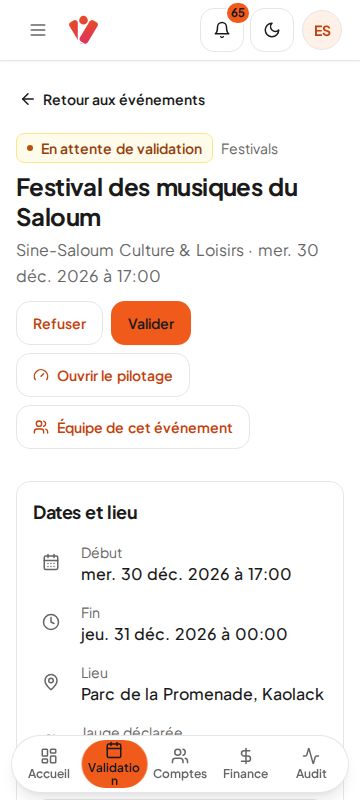 65
ES
Retour aux événements
En attente de validation
Festivals
Festival des musiques du
Saloum
Sine-Saloum Culture & Loisirs · mer. 30
déc. 2026 à 17:00
Refuser
Valider
Ouvrir le pilotage
Équipe de cet événement
Dates et lieu
Début
mer. 30 déc. 2026 à 17:00
Fin
jeu. 31 déc. 2026 à 00:00
Lieu
Parc de la Promenade, Kaolack
Jauge déclarée
Accueil
Validatio
n
Comptes
Finance
Audit